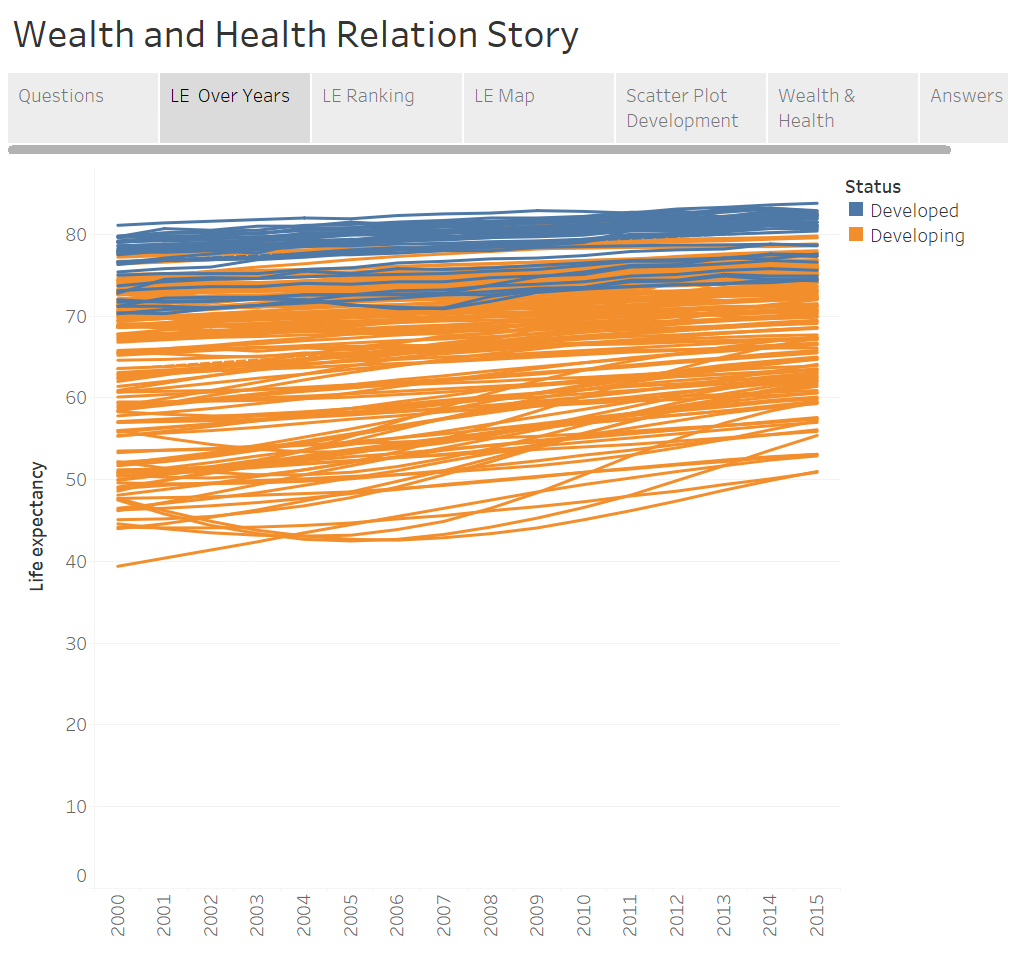 Wealth and Health Relation Story
Questions
LE  Over Years
LE Ranking
LE Map
Scatter Plot
Development
Wealth &
Health
Answers
Status
Developed
Developing
Life expectancy
80
70
60
50
40
30
20
10
0
2000
2001
2002
2003
2004
2005
2006
2007
2008
2009
2010
2011
2012
2013
2014
2015